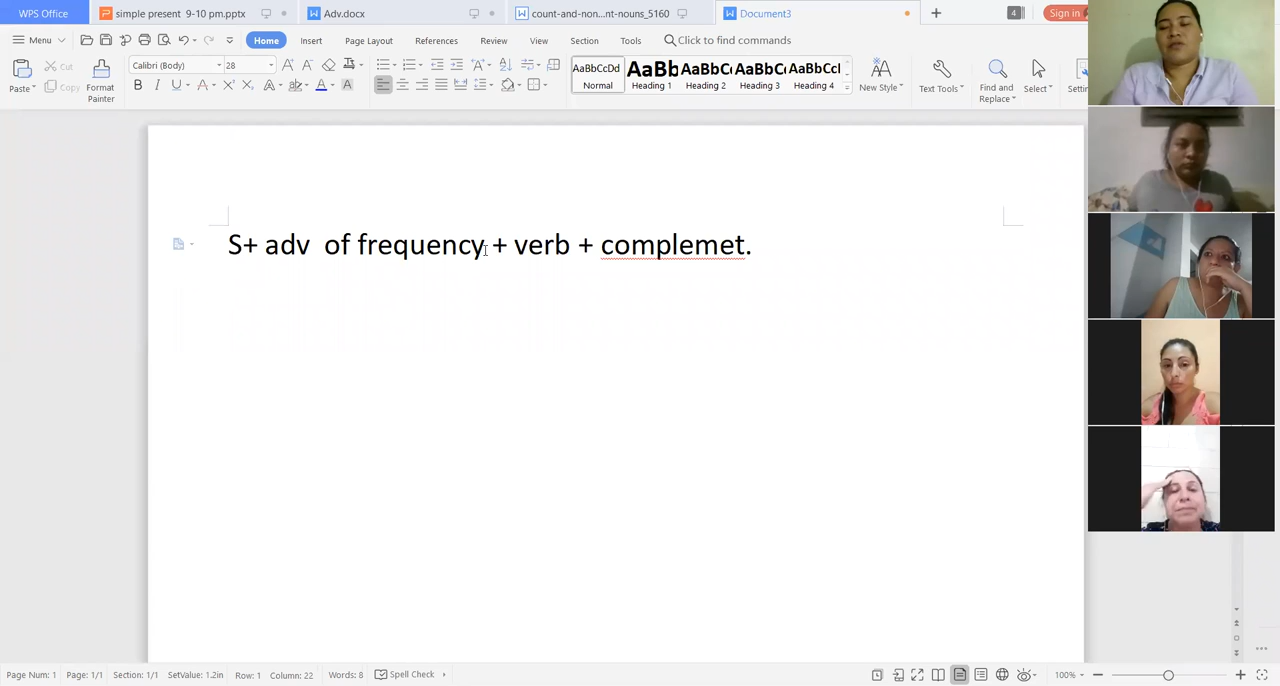 WPS Office simple present 9-10 pm.pptx Adv.docx count-and-non...nt-nouns_5160 Document3 + 4 Sign in
Menu Home Insert Page Layout References Review View Section Tools Click to find commands
Paste Cut Copy Format Painter Calibri (Body) 28 AaBbCcDd Normal AaBb Heading 1 AaBbC Heading 2 AaBbC Heading 3 AaBbCcl Heading 4 New Style Text Tools Find and Replace Select
S+ adv of frequency + verb + complemet.
Page Num: 1 Page: 1/1 Section: 1/1 SetValue: 1.2in Row: 1 Column: 22 Words: 8 Spell Check 100%